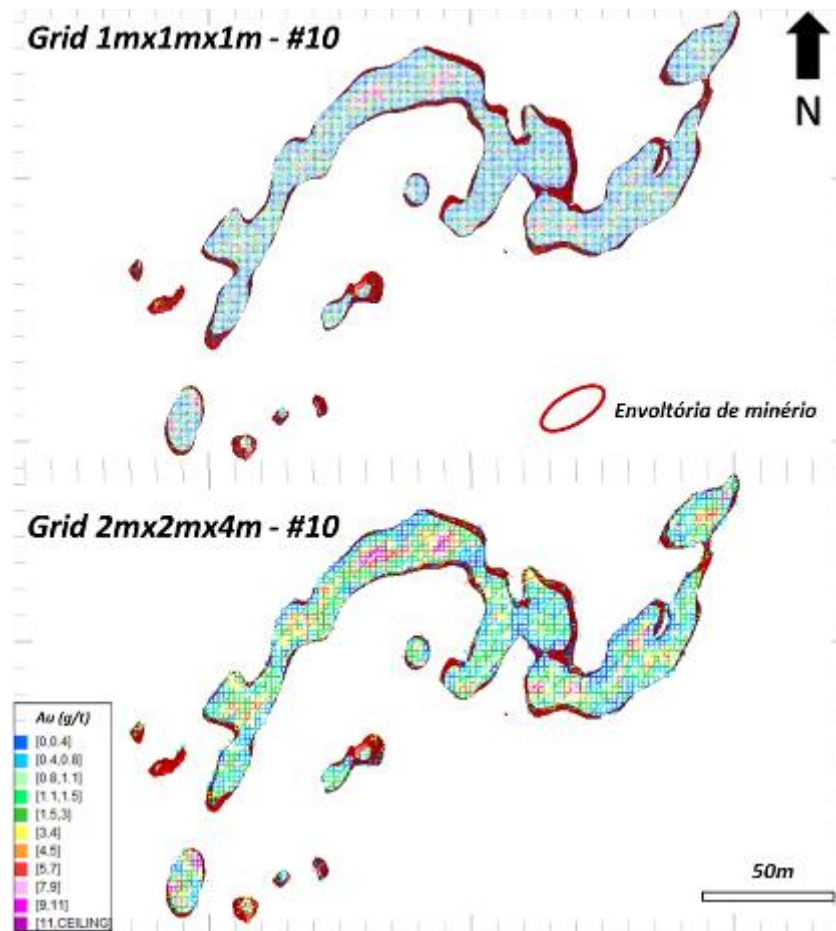 Grid 1mx1mx1m - #10
N
Envoltória de minério
Grid 2mx2mx4m - #10
Au (g/t)
[0,0.4]
[0.4,0.8]
[0.8,1.1]
[1.1,1.5]
[1.5,3]
[3,4]
[4,5]
[5,7]
[7,9]
[9,11]
[11,CEILING]
50m